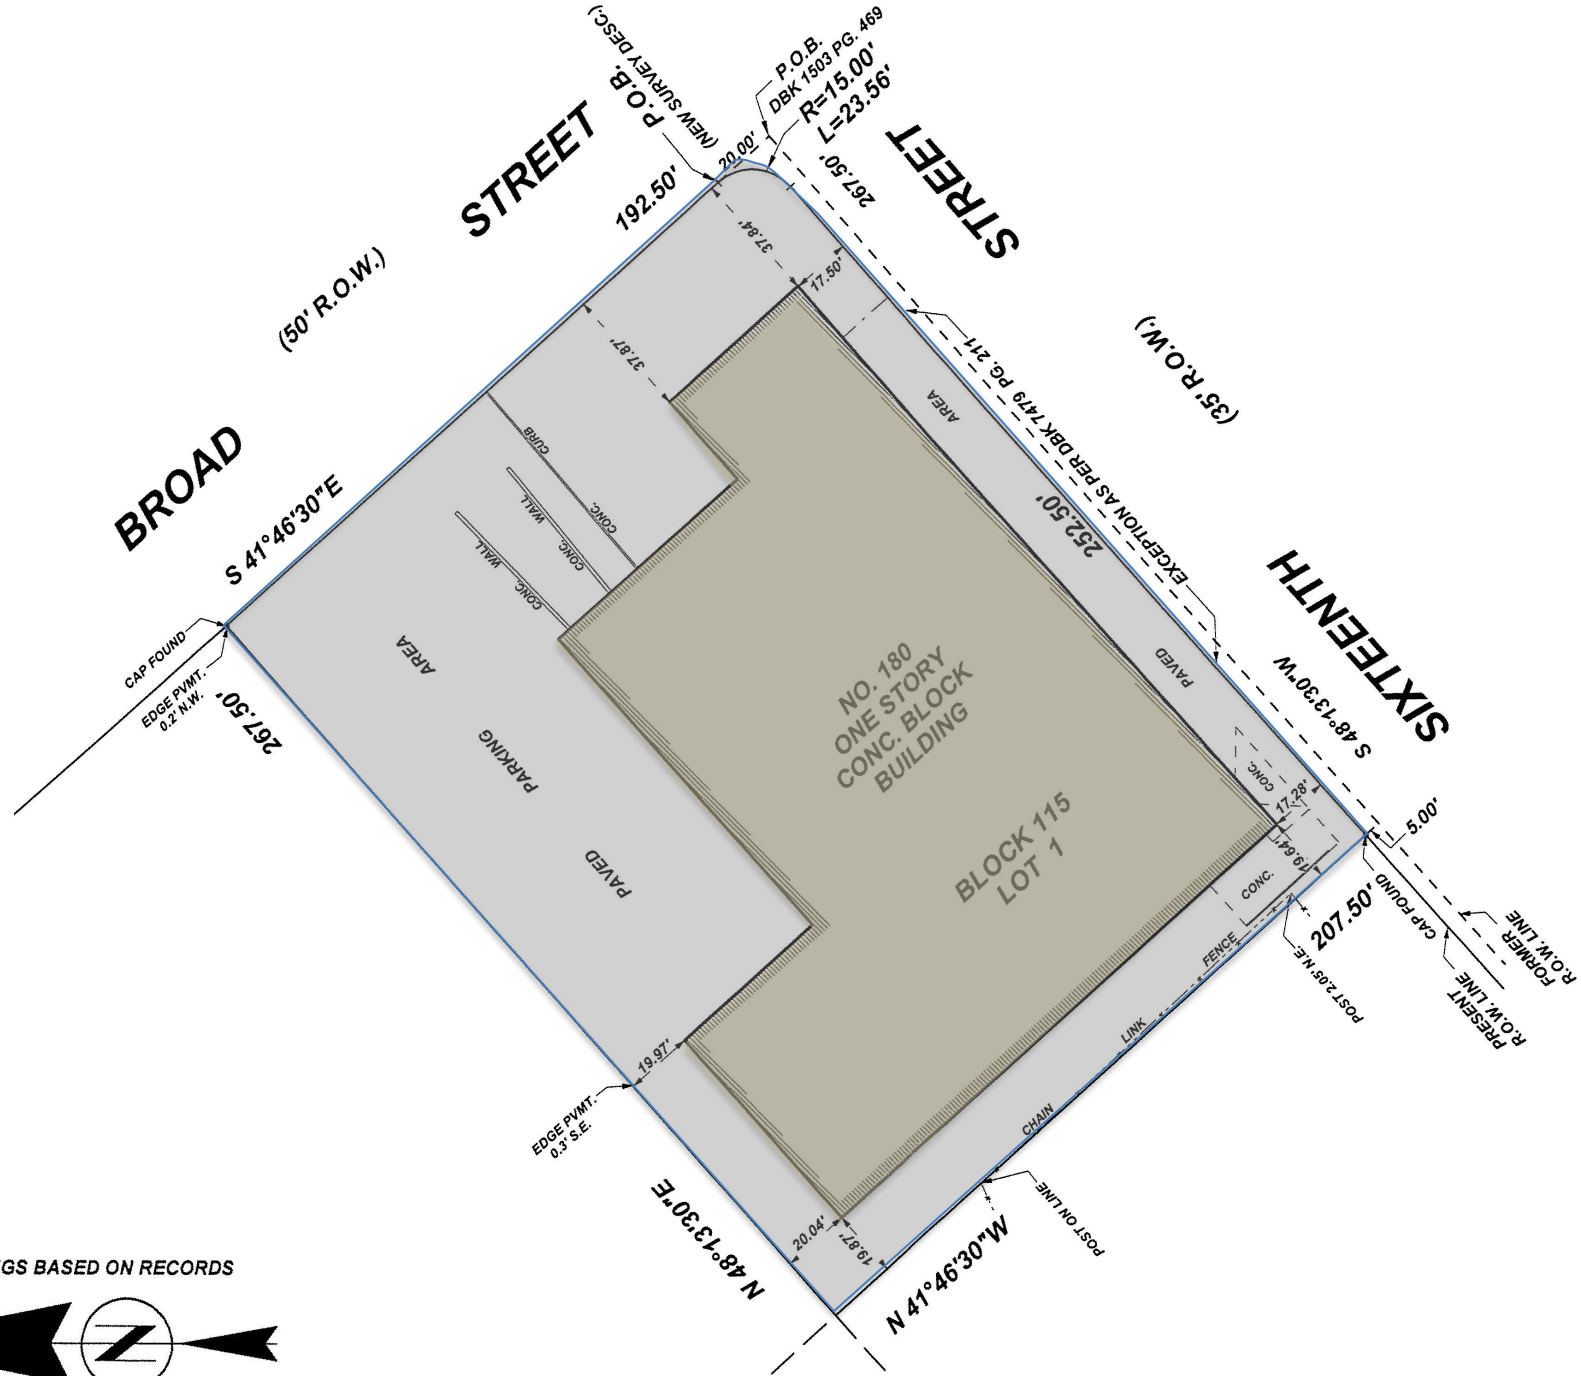 (NEW SURVEY DESC.)
P.O.B.
P.O.B.
DBK 1503 PG. 469
R=15.00'
L=23.56'
20.00'
267.50'
STREET
192.50'
STREET
(50' R.O.W.)
37.84'
17.50'
37.87'
(35' R.O.W.)
EXCEPTION AS PER DBK 7479 PG. 211
AREA
PAVED
252.50'
BROAD
S 41°46'30"E
CONC. CURB
CONC. WALL
CONC. WALL
CAP FOUND
EDGE PVMT.
0.2' N.W.
267.50'
AREA
PARKING
PAVED
NO. 180
ONE STORY
CONC. BLOCK
BUILDING
BLOCK 115
LOT 1
SIXTEENTH
S 48°13'30"W
CONC.
17.28'
19.64'
CONC.
5.00'
207.50'
CAP FOUND
FORMER
R.O.W. LINE
PRESENT
R.O.W. LINE
POST 2.05' N.E.
FENCE
LINK
CHAIN
POST ON LINE
19.97'
EDGE PVMT.
0.3' S.E.
N 48°13'30"E
20.04'
19.87'
N 41°46'30"W
GS BASED ON RECORDS
N